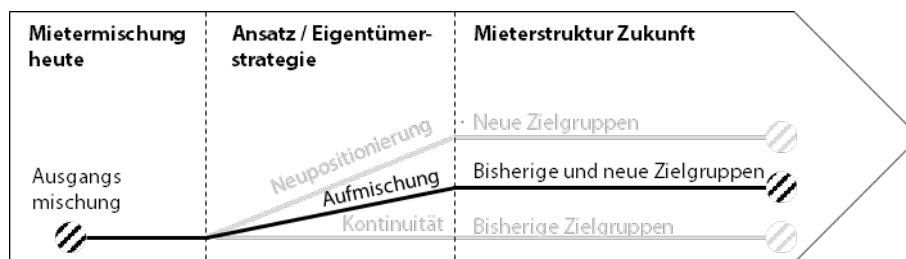 Mietermischung
heute
Ansatz / Eigentümer-
strategie
Mieterstruktur Zukunft
Neupositionierung
Neue Zielgruppen
Ausgangs
mischung
Aufmischung
Bisherige und neue Zielgruppen
Kontinuität
Bisherige Zielgruppen